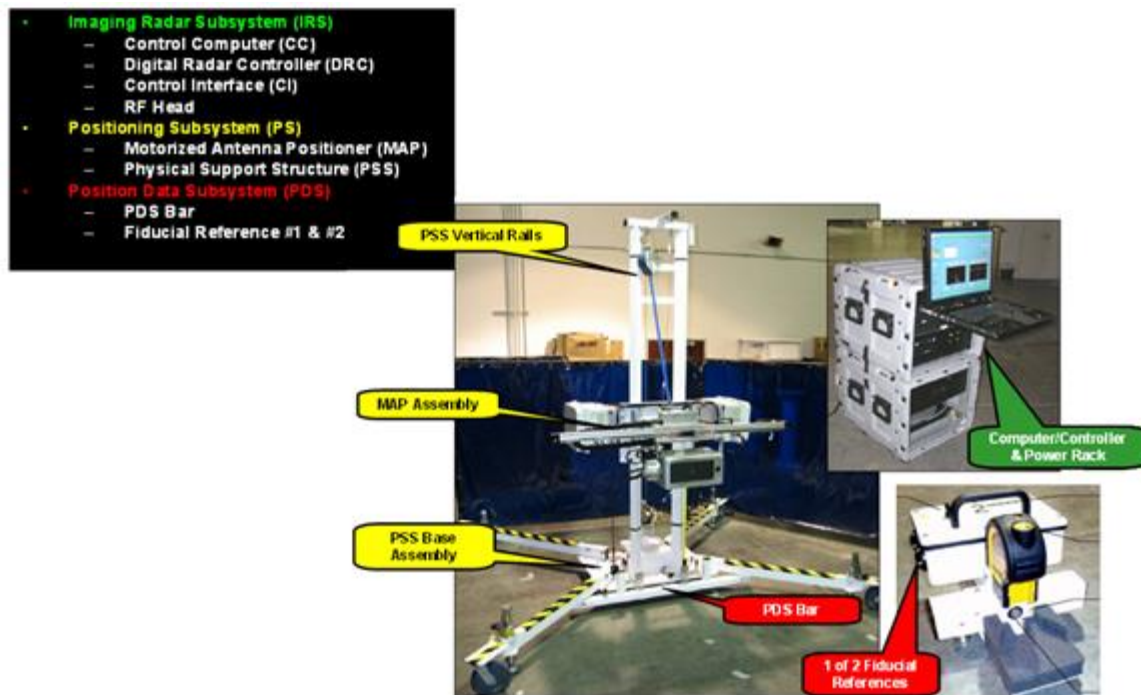 • Imaging Radar Subsystem (IRS)
– Control Computer (CC)
– Digital Radar Controller (DRC)
– Control Interface (CI)
– RF Head
• Positioning Subsystem (PS)
– Motorized Antenna Positioner (MAP)
– Physical Support Structure (PSS)
• Position Data Subsystem (PDS)
– PDS Bar
– Fiducial Reference #1 & #2
PSS Vertical Rails
MAP Assembly
Computer/Controller
& Power Rack
PSS Base
Assembly
PDS Bar
1 of 2 Fiducial
References